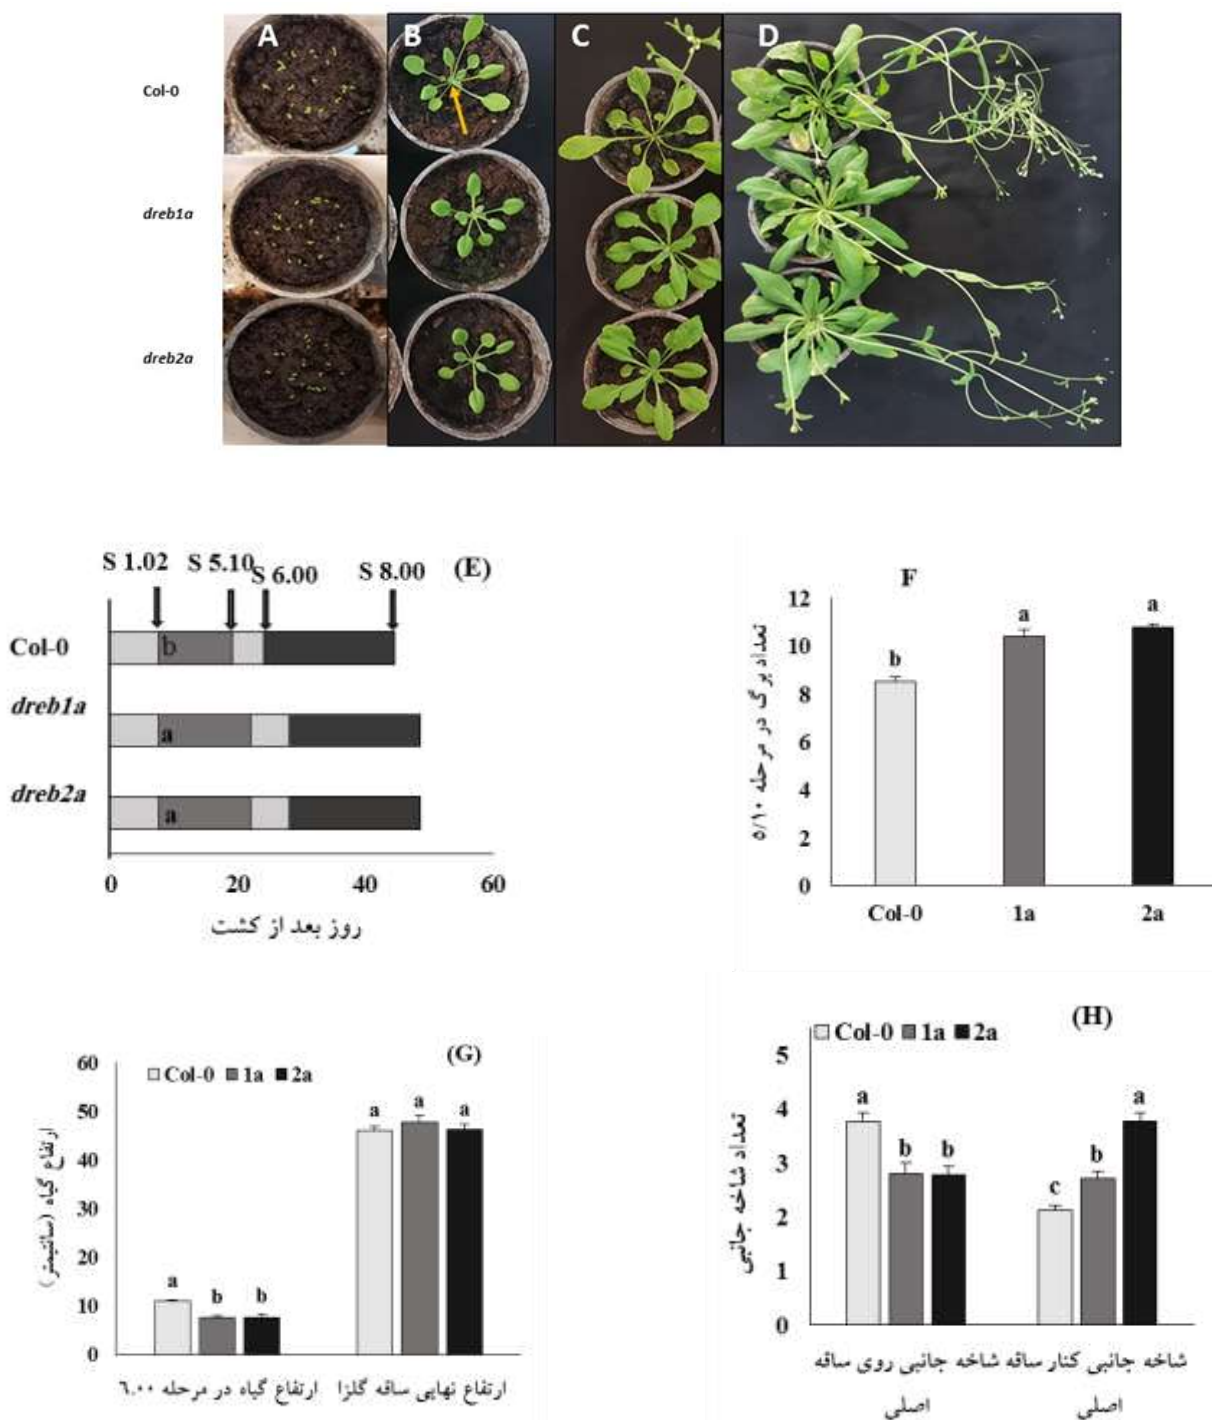 A B C D
Col-0
dreb1a
dreb2a
S 1.02 S 5.10 S 6.00 S 8.00 (E)
Col-0 b
dreb1a a
dreb2a a
0 20 40 60
روز بعد از کشت
F
تعداد برگ در مرحله ۵/۱۰
12
10
8
6
4
2
0
b a a
Col-0 1a 2a
(G)
Col-0 1a 2a
ارتفاع گیاه (سانتیمتر)
60
50
40
30
20
10
0
a b b a a a
ارتفاع گیاه در مرحله ٦.٠٠ ارتفاع نهایی ساقه گلزا
(H)
Col-0 1a 2a
تعداد شاخه جانبی
5
4
3
2
1
0
a b b c b a
شاخه جانبی روی ساقه شاخه جانبی کنار ساقه
اصلی اصلی